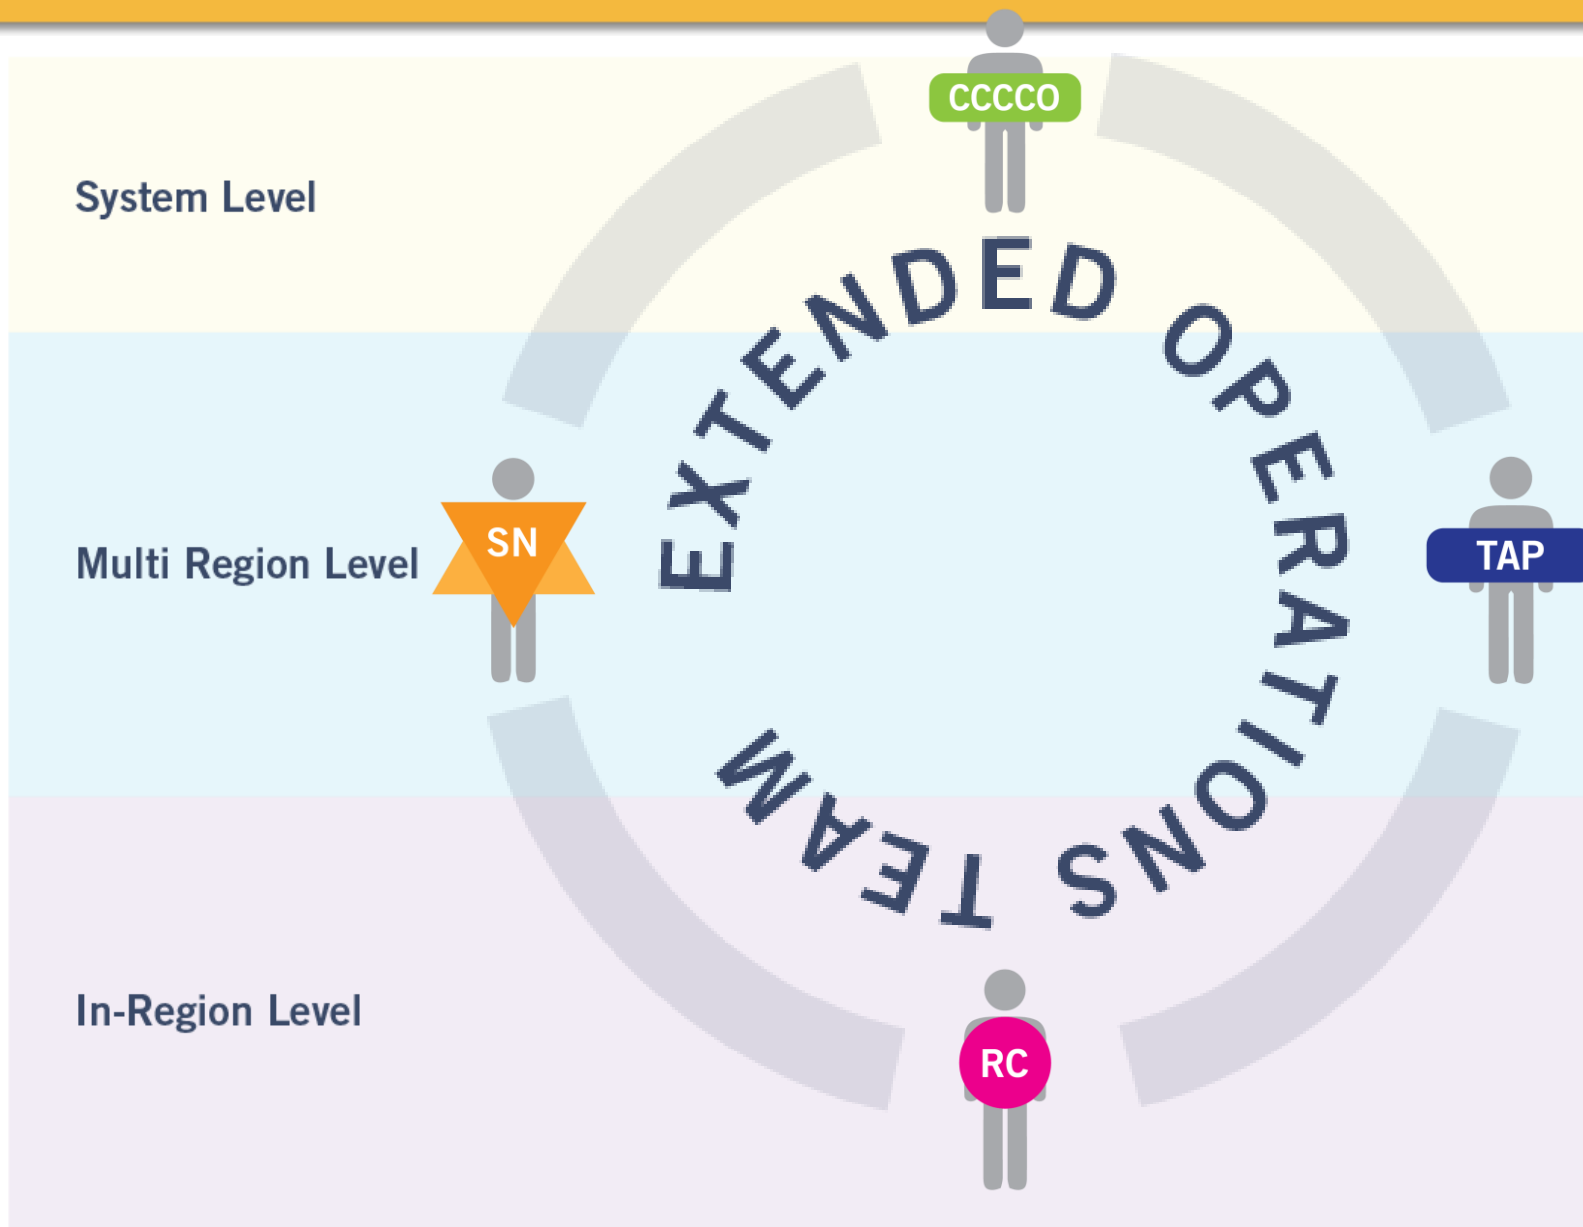 CCCCO
System Level
EXTENDED OPERATIONS TEAM
SN
Multi Region Level
TAP
In-Region Level
RC